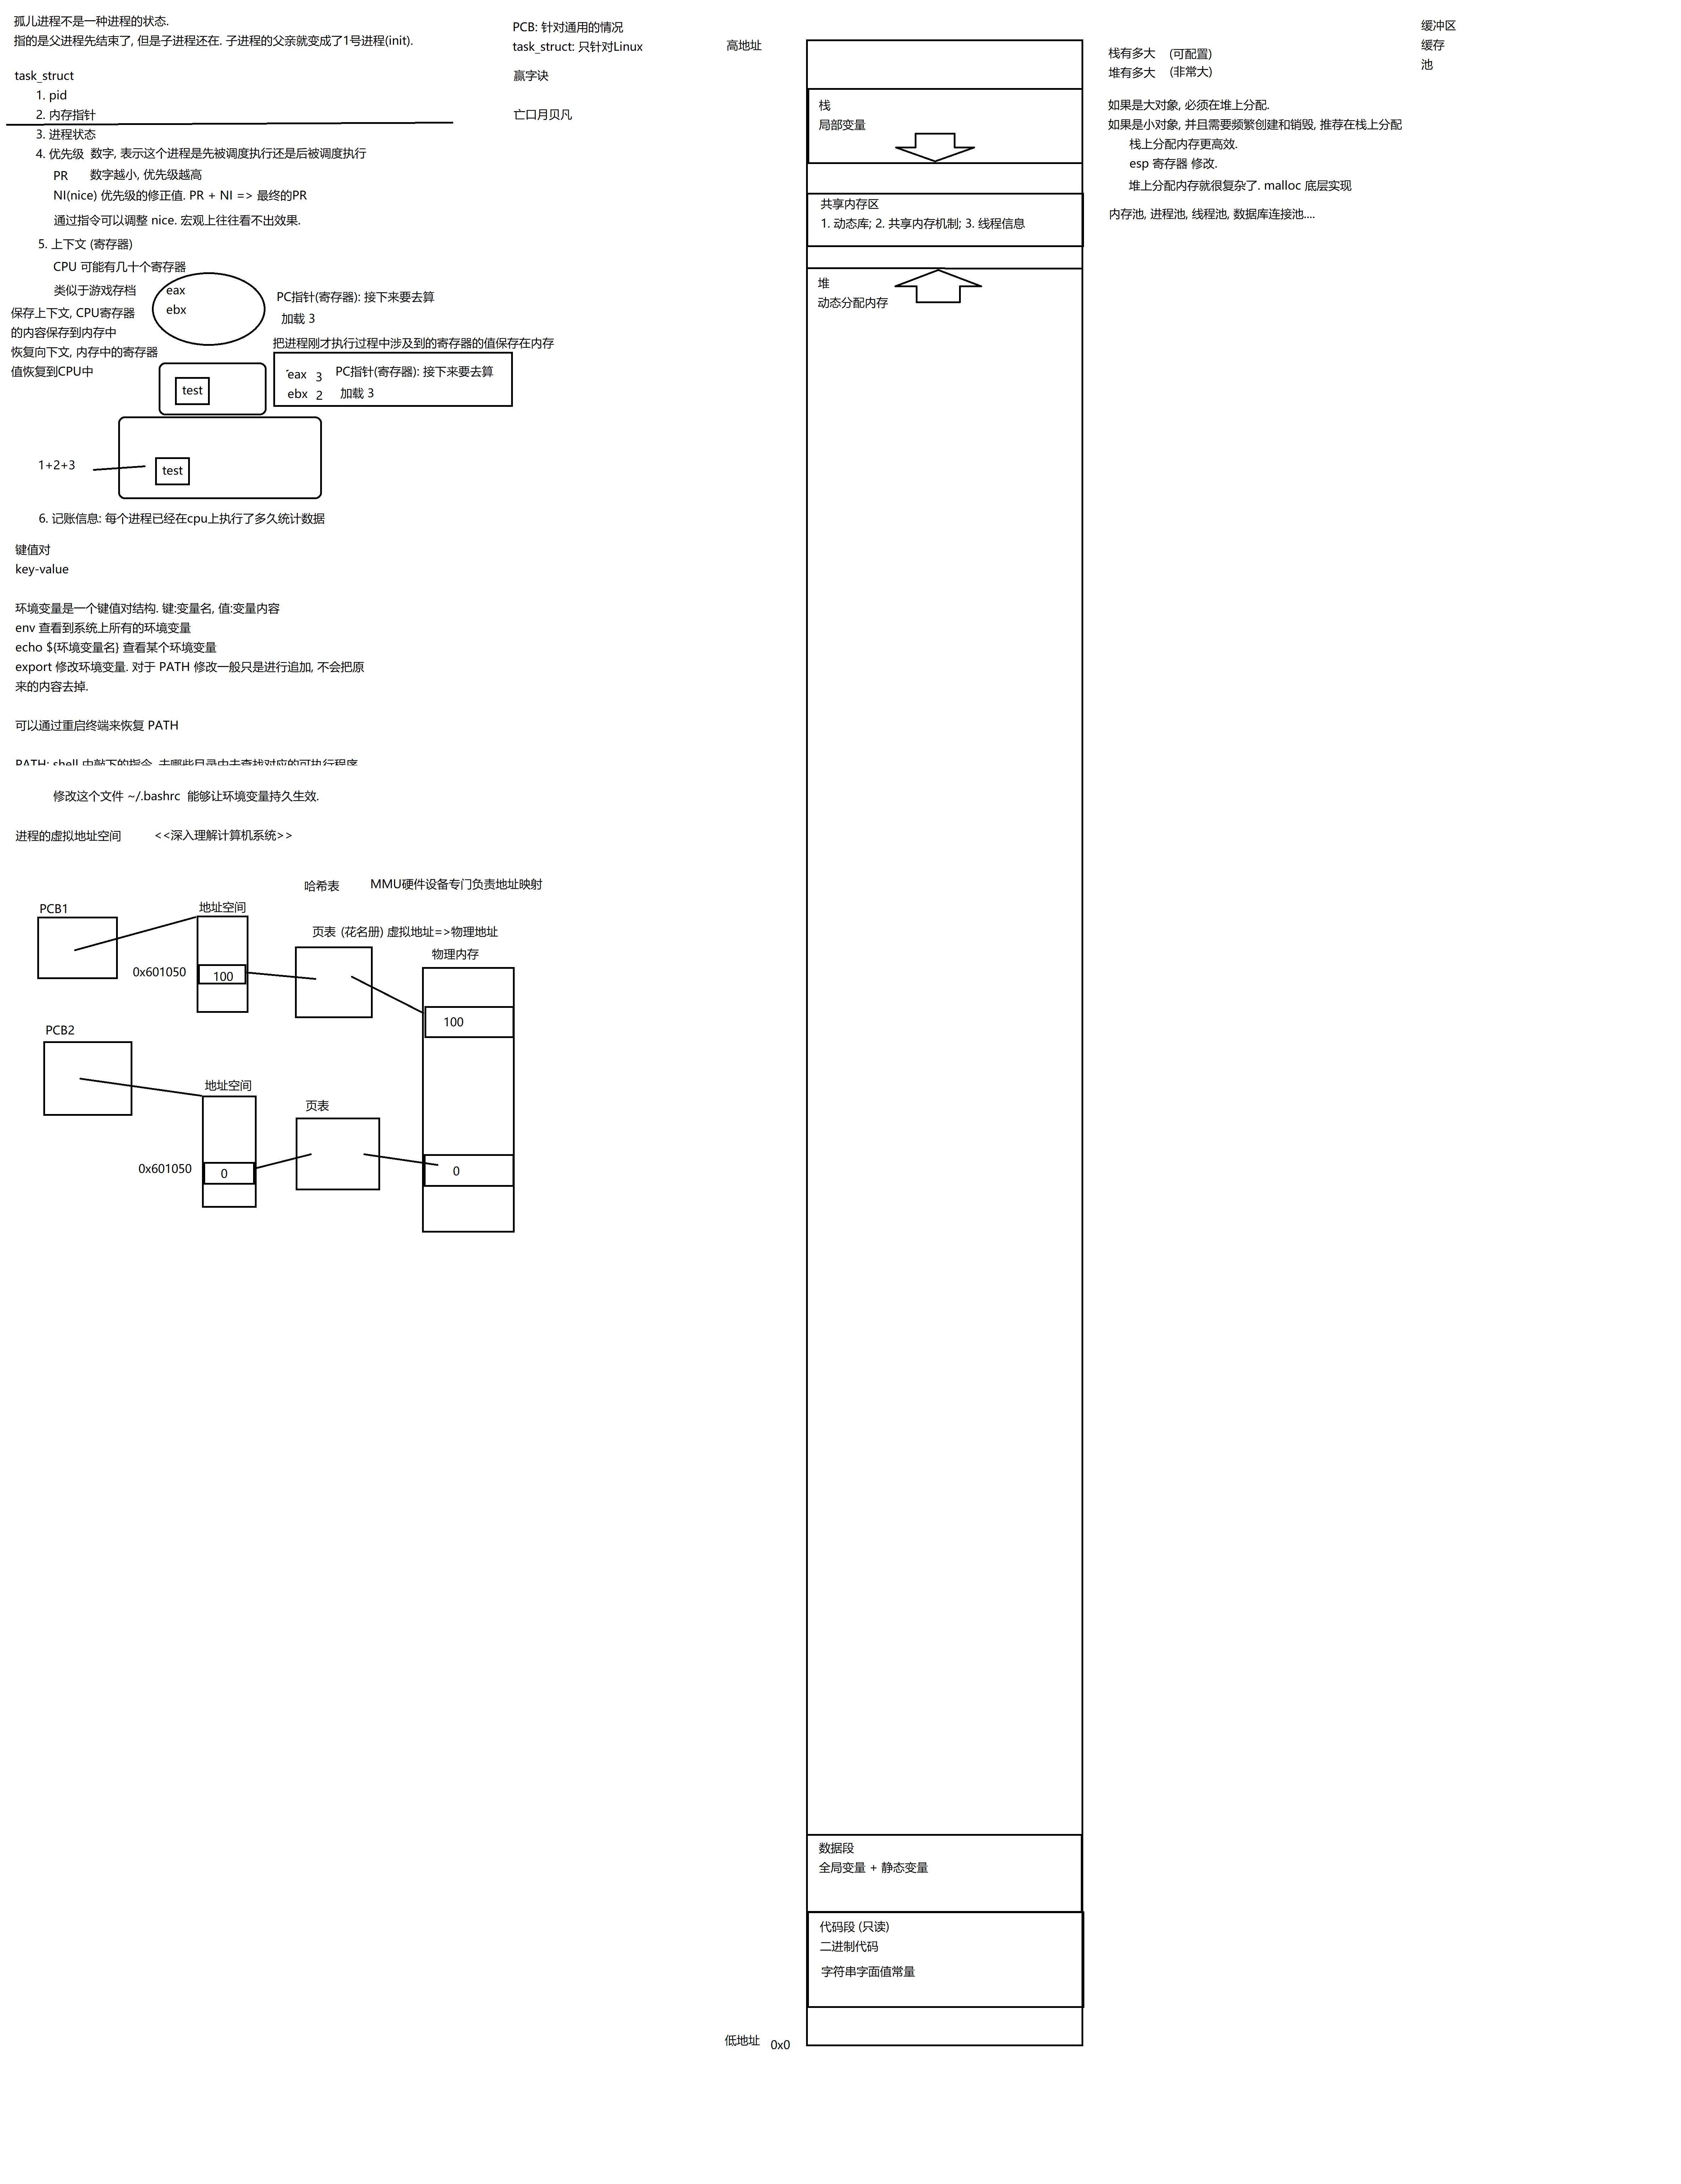 孤儿进程不是一种进程的状态.
指的是父进程先结束了, 但是子进程还在. 子进程的父亲就变成了1号进程(init).
task_struct
1. pid
2. 内存指针
3. 进程状态
4. 优先级 数字, 表示这个进程是先被调度执行还是后被调度执行
PR 数字越小, 优先级越高
NI(nice) 优先级的修正值. PR + NI => 最终的PR
通过指令可以调整 nice. 宏观上往往看不出效果.
5. 上下文 (寄存器)
CPU 可能有几十个寄存器
类似于游戏存档
保存上下文, CPU寄存器
的内容保存到内存中
恢复向下文, 内存中的寄存器
值恢复到CPU中
eax
ebx
PC指针(寄存器): 接下来要去算
加载 3
把进程刚才执行过程中涉及到的寄存器的值保存在内存
eax 3 PC指针(寄存器): 接下来要去算
ebx 2 加载 3
test
1+2+3
test
6. 记账信息: 每个进程已经在cpu上执行了多久统计数据
键值对
key-value
环境变量是一个键值对结构. 键:变量名, 值:变量内容
env 查看到系统上所有的环境变量
echo ${环境变量名} 查看某个环境变量
export 修改环境变量. 对于 PATH 修改一般只是进行追加, 不会把原
来的内容去掉.
可以通过重启终端来恢复 PATH
PATH: shell 中敲下的指令, 去哪些目录中去查找对应的可执行程序
修改这个文件 ~/.bashrc 能够让环境变量持久生效.
进程的虚拟地址空间 <<深入理解计算机系统>>
哈希表 MMU硬件设备专门负责地址映射
PCB1
地址空间
页表 (花名册) 虚拟地址=>物理地址
物理内存
0x601050
100
100
PCB2
地址空间
页表
0x601050
0
0
PCB: 针对通用的情况
task_struct: 只针对Linux
赢字诀
亡口月贝凡
高地址
栈
局部变量
共享内存区
1. 动态库; 2. 共享内存机制; 3. 线程信息
堆
动态分配内存
数据段
全局变量 + 静态变量
代码段 (只读)
二进制代码
字符串字面值常量
低地址 0x0
栈有多大 (可配置)
堆有多大 (非常大)
如果是大对象, 必须在堆上分配.
如果是小对象, 并且需要频繁创建和销毁, 推荐在栈上分配
栈上分配内存更高效.
esp 寄存器 修改.
堆上分配内存就很复杂了. malloc 底层实现
内存池, 进程池, 线程池, 数据库连接池....
缓冲区
缓存
池